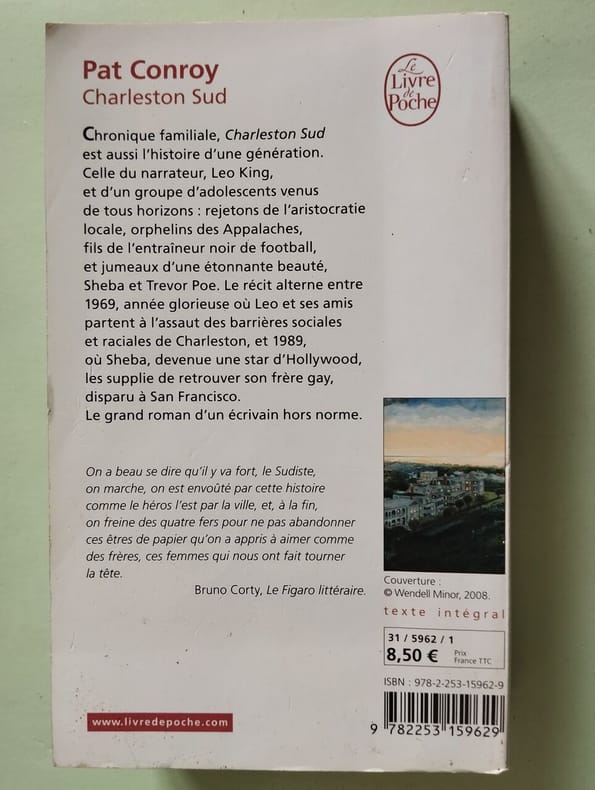 Pat Conroy
Charleston Sud
Le
Livre
de
Poche
Chronique familiale, Charleston Sud
est aussi l'histoire d'une génération.
Celle du narrateur, Leo King,
et d'un groupe d'adolescents venus
de tous horizons : rejetons de l'aristocratie
locale, orphelins des Appalaches,
fils de l'entraîneur noir de football,
et jumeaux d'une étonnante beauté,
Sheba et Trevor Poe. Le récit alterne entre
1969, année glorieuse où Leo et ses amis
partent à l'assaut des barrières sociales
et raciales de Charleston, et 1989,
où Sheba, devenue une star d'Hollywood,
les supplie de retrouver son frère gay,
disparu à San Francisco.
Le grand roman d'un écrivain hors norme.
On a beau se dire qu'il y va fort, le Sudiste,
on marche, on est envoûté par cette histoire
comme le héros l'est par la ville, et, à la fin,
on freine des quatre fers pour ne pas abandonner
ces êtres de papier qu'on a appris à aimer comme
des frères, ces femmes qui nous ont fait tourner
la tête.
Bruno Corty, Le Figaro littéraire.
Couverture :
© Wendell Minor, 2008.
texte intégral
31 / 5962 / 1
8,50 € Prix
France TTC
ISBN : 978-2-253-15962-9
9 782253 159629
www.livredepoche.com